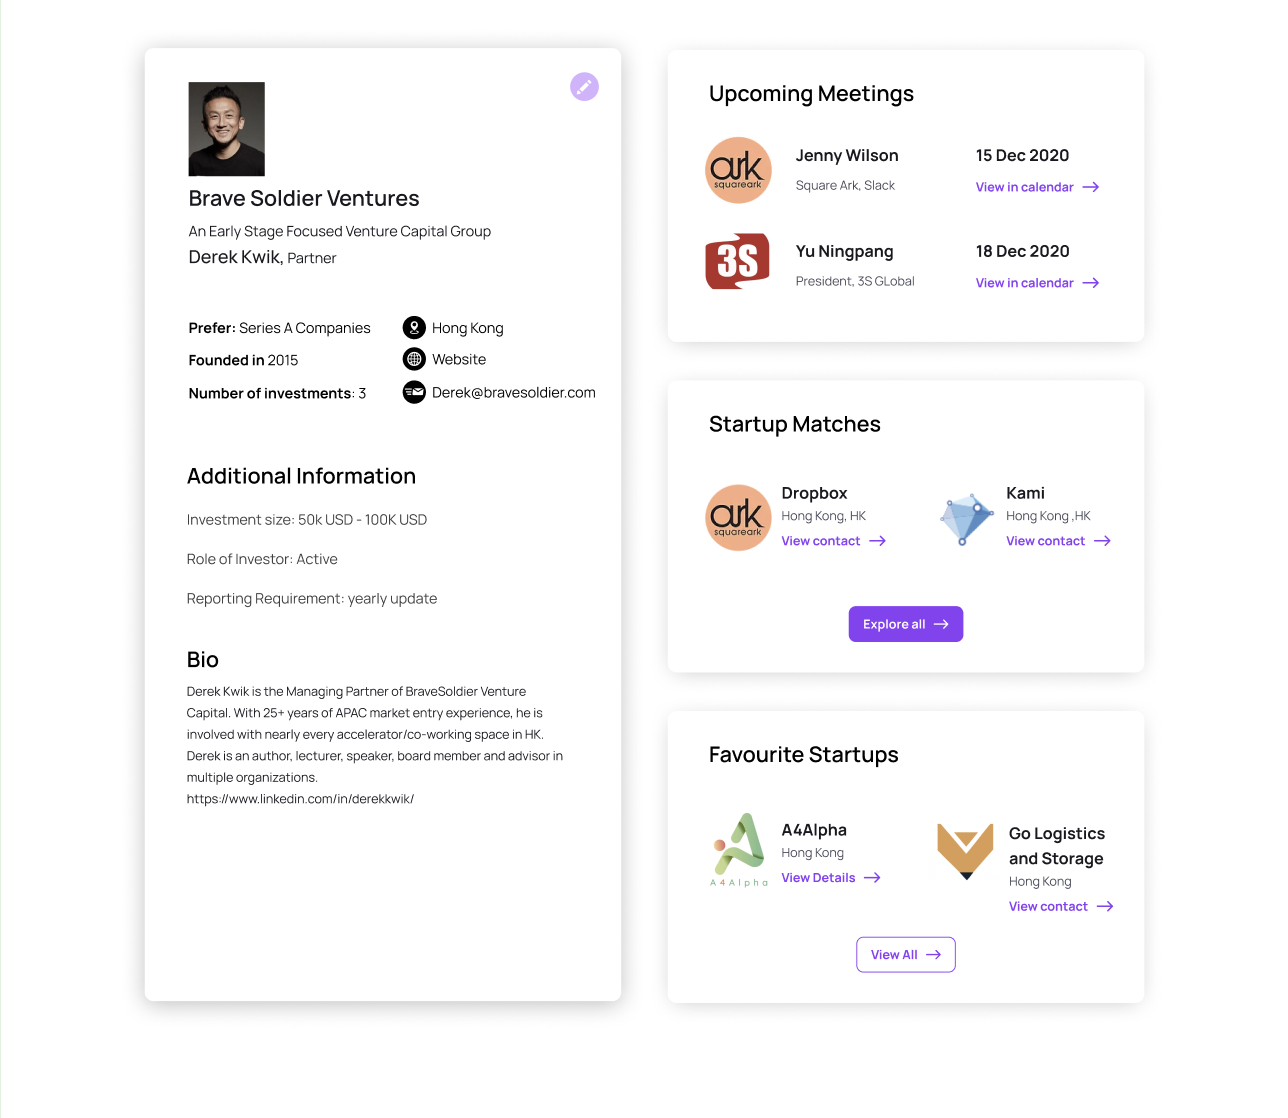 Brave Soldier Ventures
An Early Stage Focused Venture Capital Group
Derek Kwik, Partner
Prefer: Series A Companies
Founded in 2015
Number of investments: 3
Hong Kong
Website
Derek@bravesoldier.com
Additional Information
Investment size: 50k USD - 100K USD
Role of Investor: Active
Reporting Requirement: yearly update
Bio
Derek Kwik is the Managing Partner of BraveSoldier Venture
Capital. With 25+ years of APAC market entry experience, he is
involved with nearly every accelerator/co-working space in HK.
Derek is an author, lecturer, speaker, board member and advisor in
multiple organizations.
https://www.linkedin.com/in/derekkwik/
Upcoming Meetings
ark
squareark
Jenny Wilson
Square Ark, Slack
15 Dec 2020
View in calendar
3S
Yu Ningpang
President, 3S GLobal
18 Dec 2020
View in calendar
Startup Matches
ark
squareark
Dropbox
Hong Kong, HK
View contact
Kami
Hong Kong ,HK
View contact
Explore all
Favourite Startups
A4Alpha
A4Alpha
Hong Kong
View Details
Go Logistics
and Storage
Hong Kong
View contact
View All